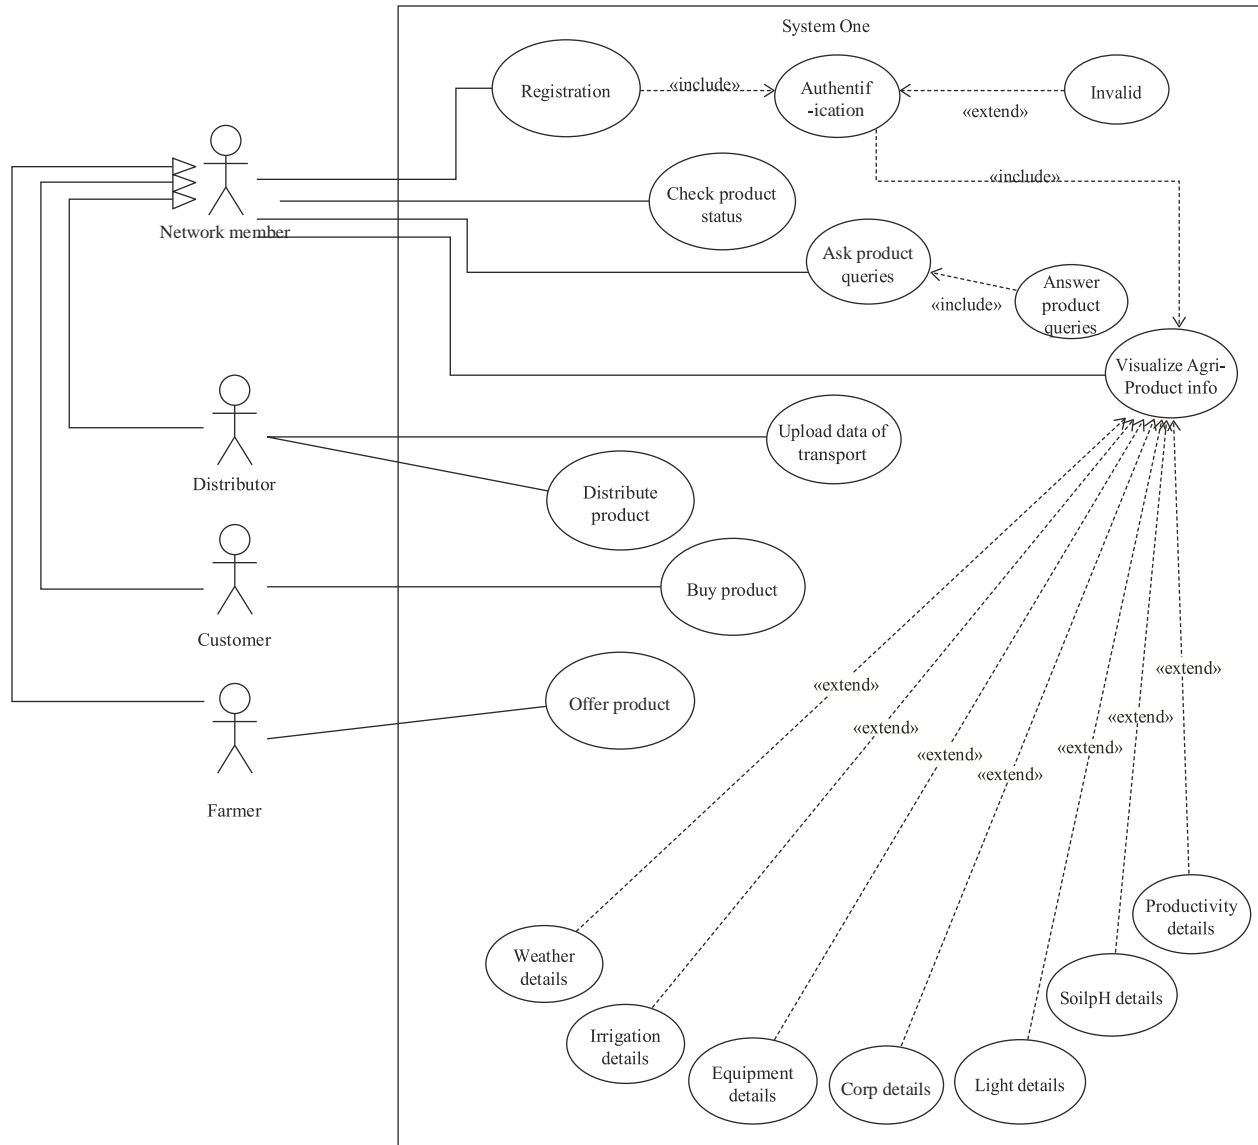 System One
Registration
«include»
Authentif
-ication
«extend»
Invalid
«include»
Network member
Check product
status
Ask product
queries
«include»
Answer
product
queries
Visualize Agri-
Product info
Distributor
Upload data of
transport
Distribute
product
Customer
Buy product
Farmer
Offer product
«extend»
«extend»
«extend»
«extend»
«extend»
«extend»
«extend»
Weather
details
Irrigation
details
Equipment
details
Corp details
Light details
SoilpH details
Productivity
details